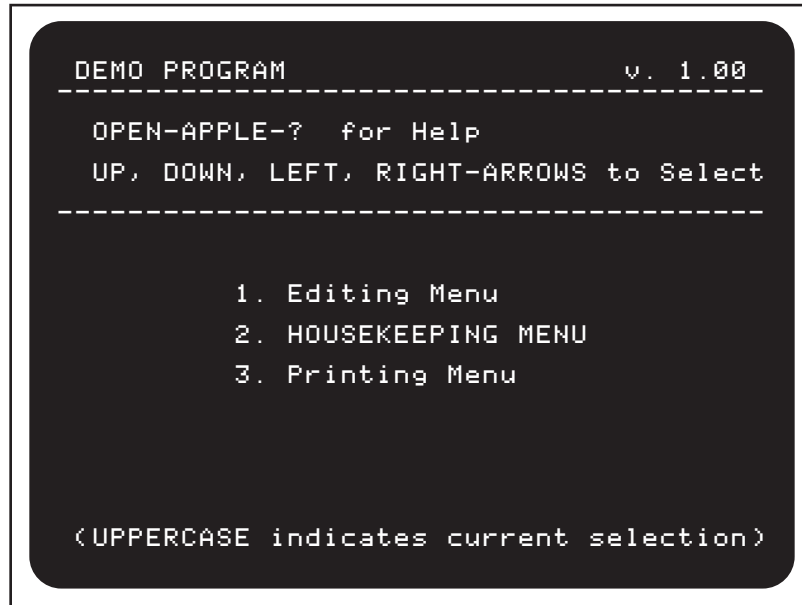 DEMO PROGRAM v. 1.00
OPEN-APPLE-? for Help
UP, DOWN, LEFT, RIGHT-ARROWS to Select
1. Editing Menu
2. HOUSEKEEPING MENU
3. Printing Menu
(UPPERCASE indicates current selection)